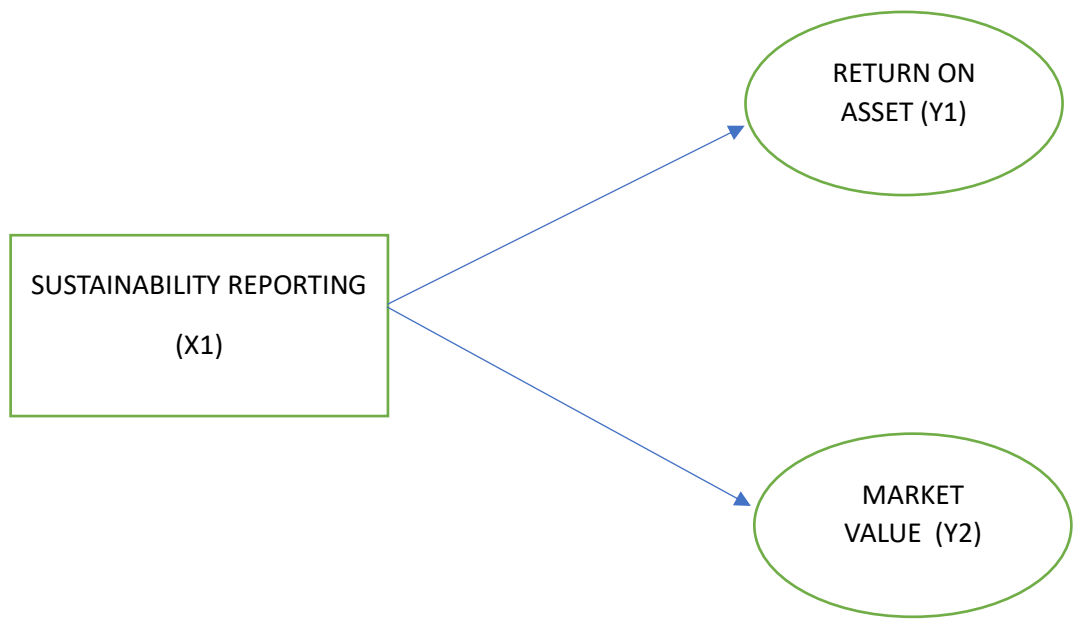 RETURN ON
ASSET (Y1)
SUSTAINABILITY REPORTING
(X1)
MARKET
VALUE  (Y2)